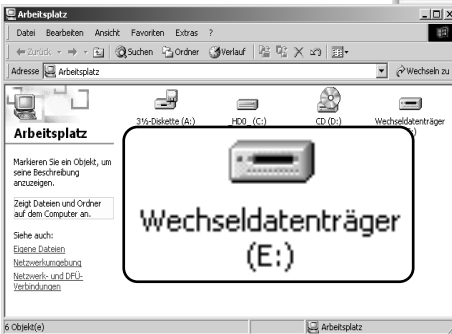 Arbeitsplatz
Datei Bearbeiten Ansicht Favoriten Extras ?
Zurück Suchen Ordner Verlauf
Adresse Arbeitsplatz Wechseln zu
Arbeitsplatz
3½-Diskette (A:) _HD0_ (C:) CD (D:) Wechseldatenträger
Markieren Sie ein Objekt, um
seine Beschreibung
anzuzeigen.
Zeigt Dateien und Ordner
auf dem Computer an.
Siehe auch:
Eigene Dateien
Netzwerkumgebung
Netzwerk- und DFÜ-
Verbindungen
Wechseldatenträger
(E:)
6 Objekt(e) Arbeitsplatz